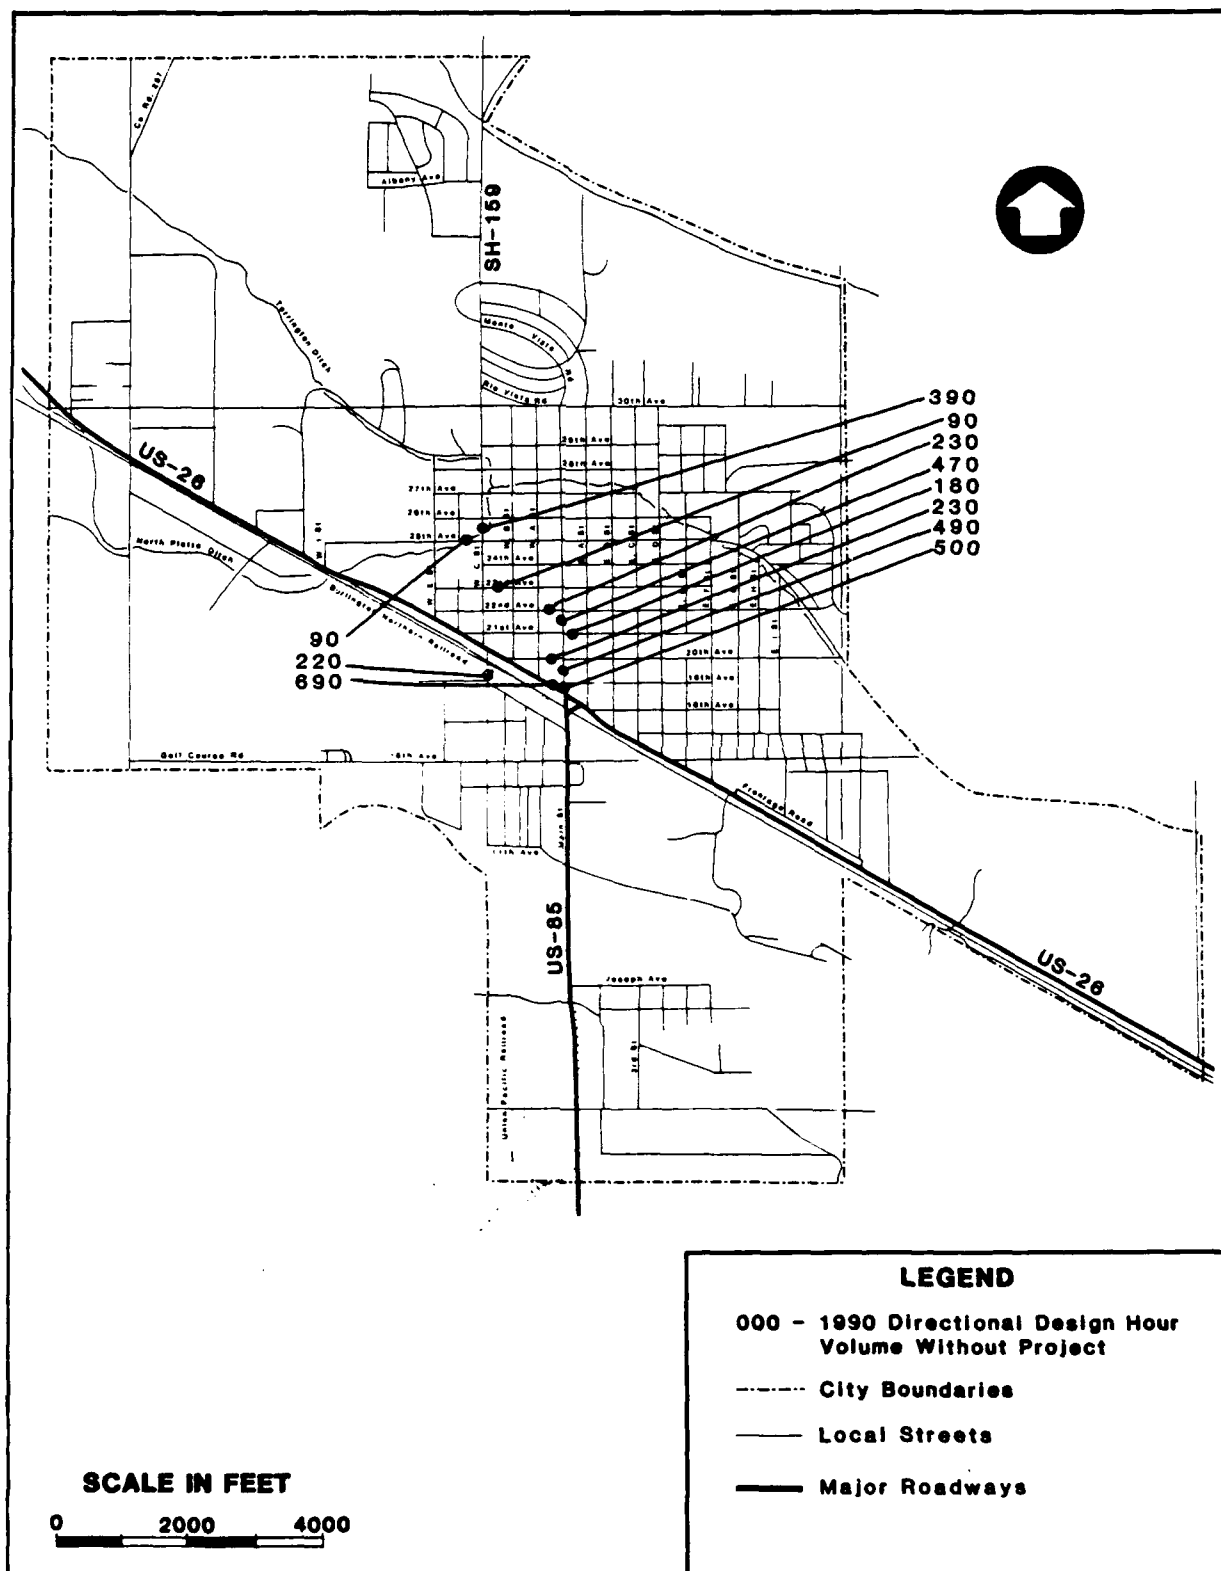 Co Rd. 287
Albany Ave
SH-159
Torrington Ditch
Monte Vista Rd
Rio Vista Rd
30th Ave
390
90
230
470
180
230
490
500
US-26
29th Ave
28th Ave
27th Ave
26th Ave
25th Ave
24th Ave
22nd Ave
21st Ave
20th Ave
19th Ave
18th Ave
North Platte Ditch
Burlington Northern Railroad
90
220
690
Golf Course Rd
15th Ave
Frontage Road
Main St
11th Ave
US-85
US-26
Joseph Ave
3rd St
Union Pacific Railroad
LEGEND
000 - 1990 Directional Design Hour
Volume Without Project
City Boundaries
Local Streets
Major Roadways
SCALE IN FEET
0 2000 4000